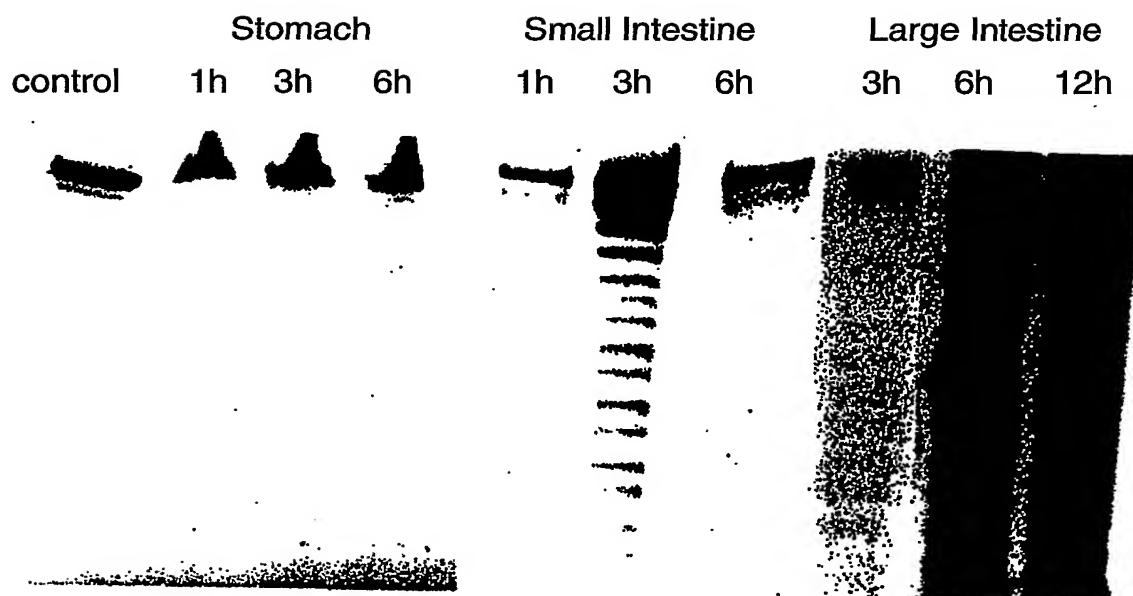 Stomach Small Intestine Large Intestine
control 1h 3h 6h 1h 3h 6h 3h 6h 12h